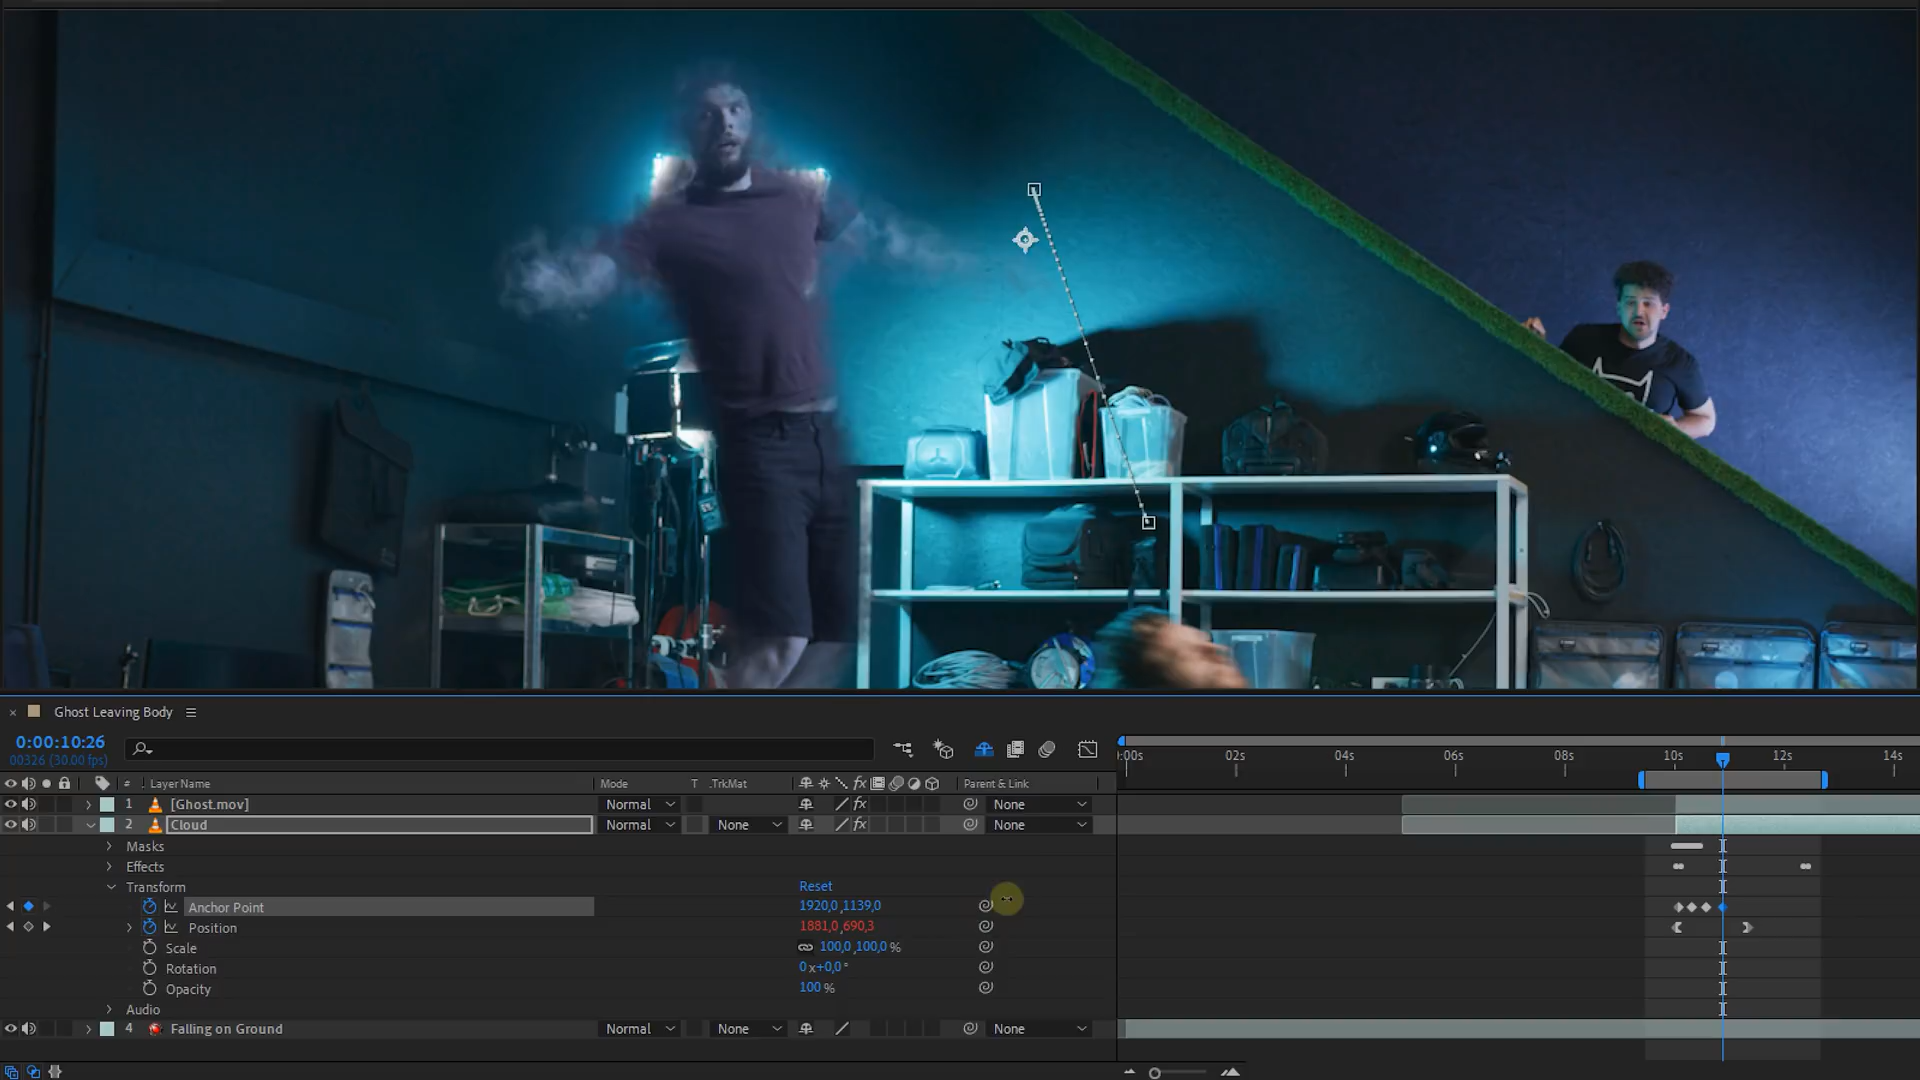 × Ghost Leaving Body
0:00:10:26
00326 (30.00 fps)
# Layer Name Mode T .TrkMat fx Parent & Link
:00s 02s 04s 06s 08s 10s 12s 14s
1 [Ghost.mov] Normal fx None
2 Cloud Normal None fx None
Masks
Effects
Transform Reset
Anchor Point 1920,0 ,1139,0
Position 1881,0 ,690,3
Scale 100,0 ,100,0 %
Rotation 0 x+0,0 °
Opacity 100 %
Audio
4 Falling on Ground Normal None None